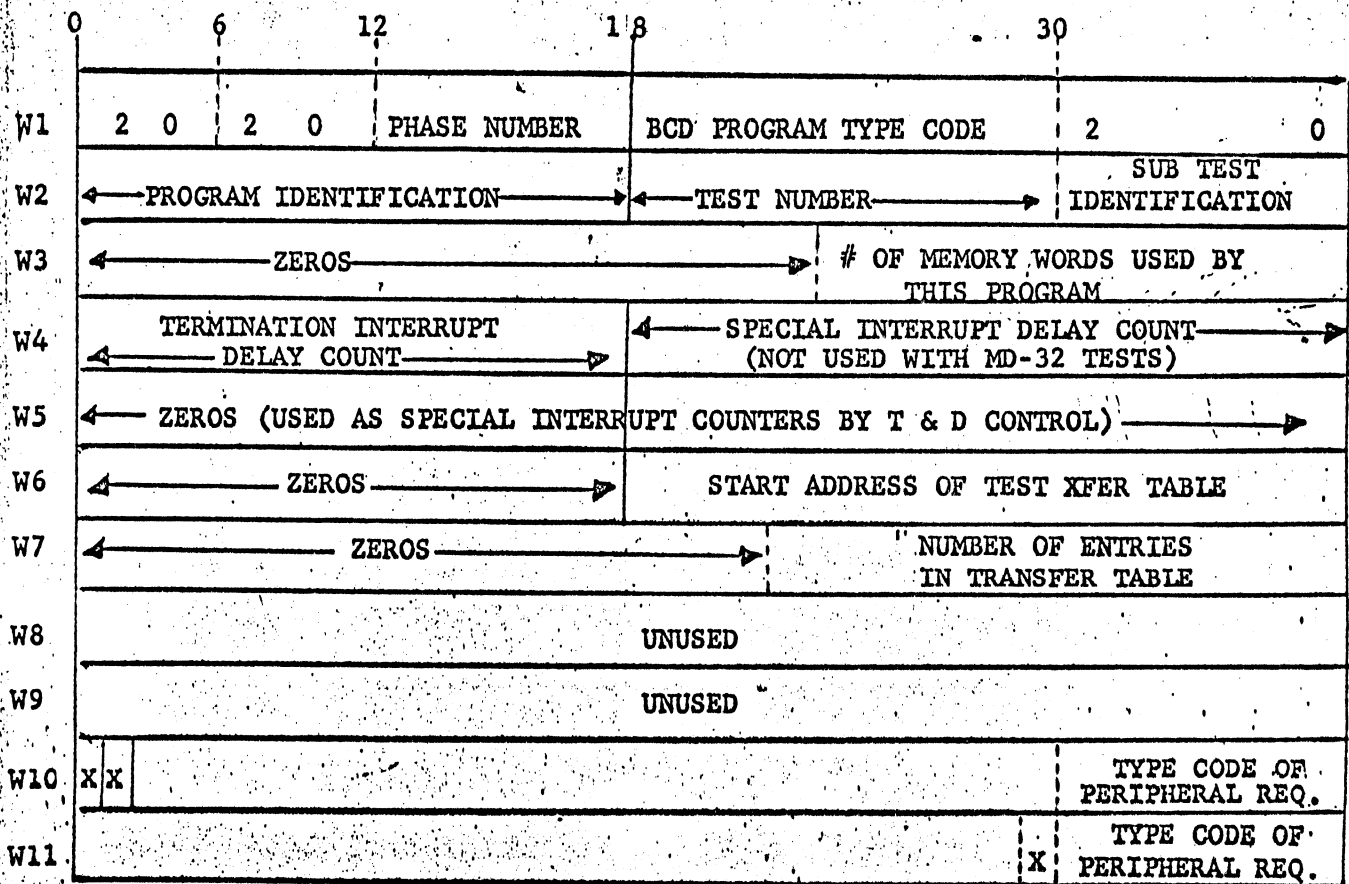 0 6 12 18 30
W1 2 0 2 0 PHASE NUMBER BCD PROGRAM TYPE CODE 2 0
W2 PROGRAM IDENTIFICATION TEST NUMBER SUB TEST
IDENTIFICATION
W3 ZEROS # OF MEMORY WORDS USED BY
THIS PROGRAM
W4 TERMINATION INTERRUPT
DELAY COUNT
SPECIAL INTERRUPT DELAY COUNT
(NOT USED WITH MD-32 TESTS)
W5 ZEROS (USED AS SPECIAL INTERRUPT COUNTERS BY T & D CONTROL)
W6 ZEROS START ADDRESS OF TEST XFER TABLE
W7 ZEROS NUMBER OF ENTRIES
IN TRANSFER TABLE
W8 UNUSED
W9 UNUSED
W10 X X TYPE CODE OF
PERIPHERAL REQ.
W11 X TYPE CODE OF
PERIPHERAL REQ.